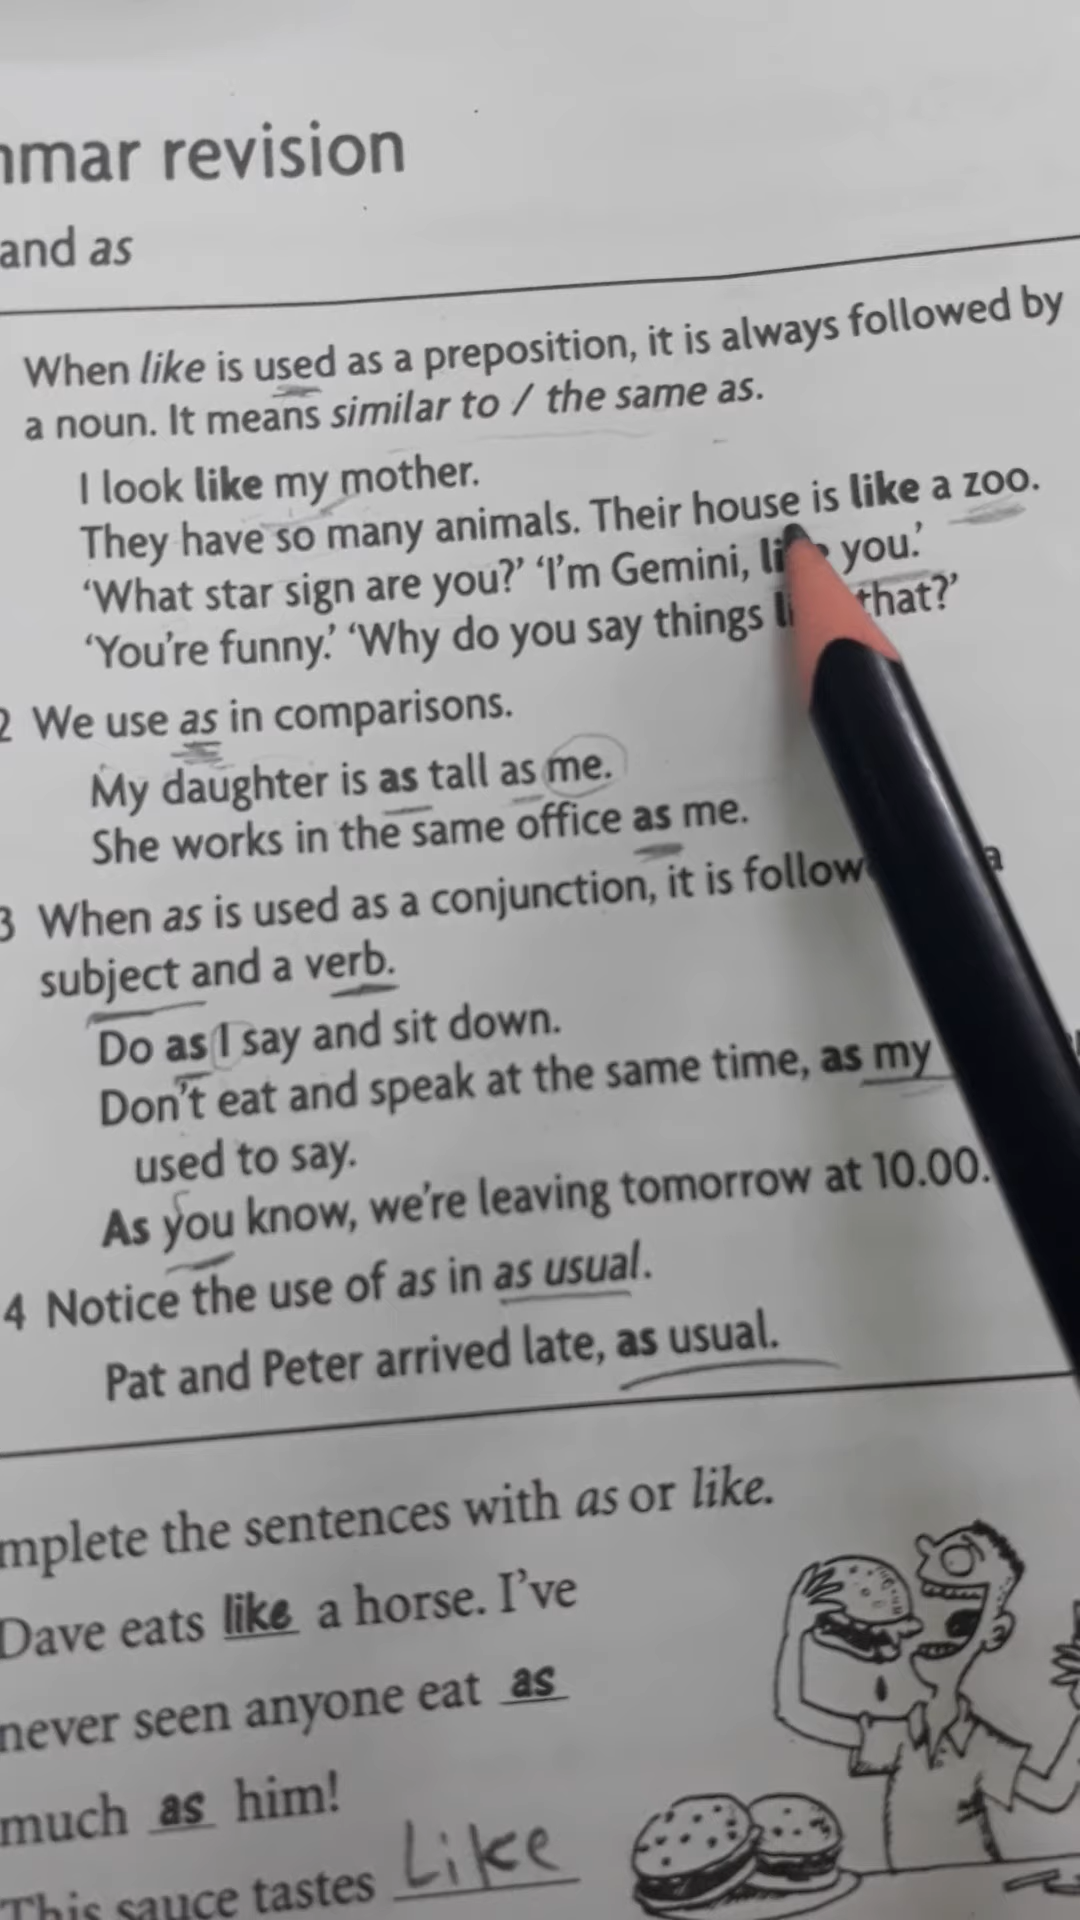 mmar revision
and as
When like is used as a preposition, it is always followed by
a noun. It means similar to / the same as.
I look like my mother.
They have so many animals. Their house is like a zoo.
'What star sign are you?' 'I'm Gemini, you.'
'You're funny.' 'Why do you say things that?'
2 We use as in comparisons.
My daughter is as tall as me.
She works in the same office as me.
3 When as is used as a conjunction, it is follow a
subject and a verb.
Do as I say and sit down.
Don't eat and speak at the same time, as my
used to say.
As you know, we're leaving tomorrow at 10.00.
4 Notice the use of as in as usual.
Pat and Peter arrived late, as usual.
mplete the sentences with as or like.
Dave eats like a horse. I've
never seen anyone eat as
much as him!
This sauce tastes Like